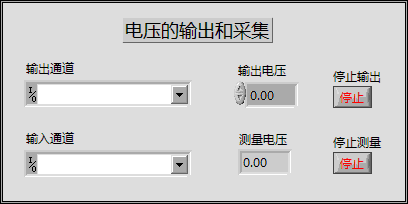 电压的输出和采集
输出通道
输出电压
停止输出
I/O
0.00
停止
输入通道
测量电压
停止测量
I/O
0.00
停止